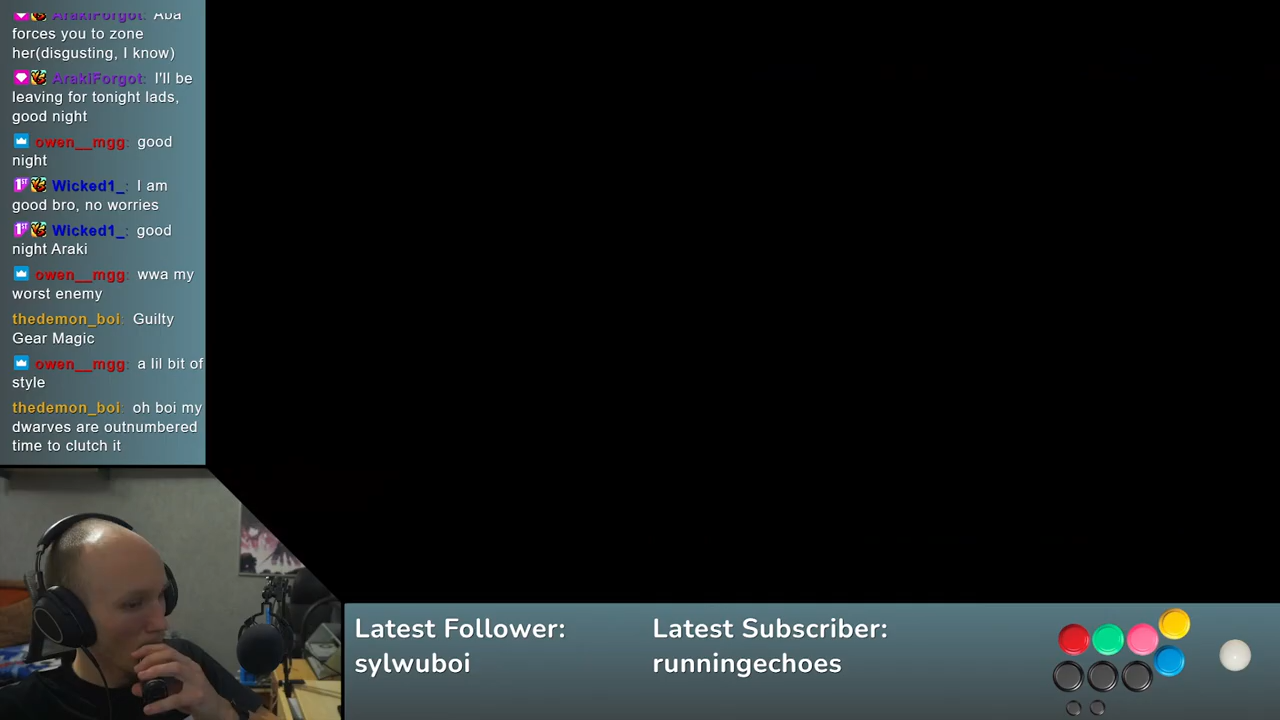 ArakiForgot: Aba
forces you to zone
her(disgusting, I know)
ArakiForgot: I'll be
leaving for tonight lads,
good night
owen__mgg: good
night
1st Wicked1_: I am
good bro, no worries
1st Wicked1_: good
night Araki
owen__mgg: wwa my
worst enemy
thedemon_boi: Guilty
Gear Magic
owen__mgg: a lil bit of
style
thedemon_boi: oh boi my
dwarves are outnumbered
time to clutch it
Latest Follower:
sylwuboi
Latest Subscriber:
runningechoes